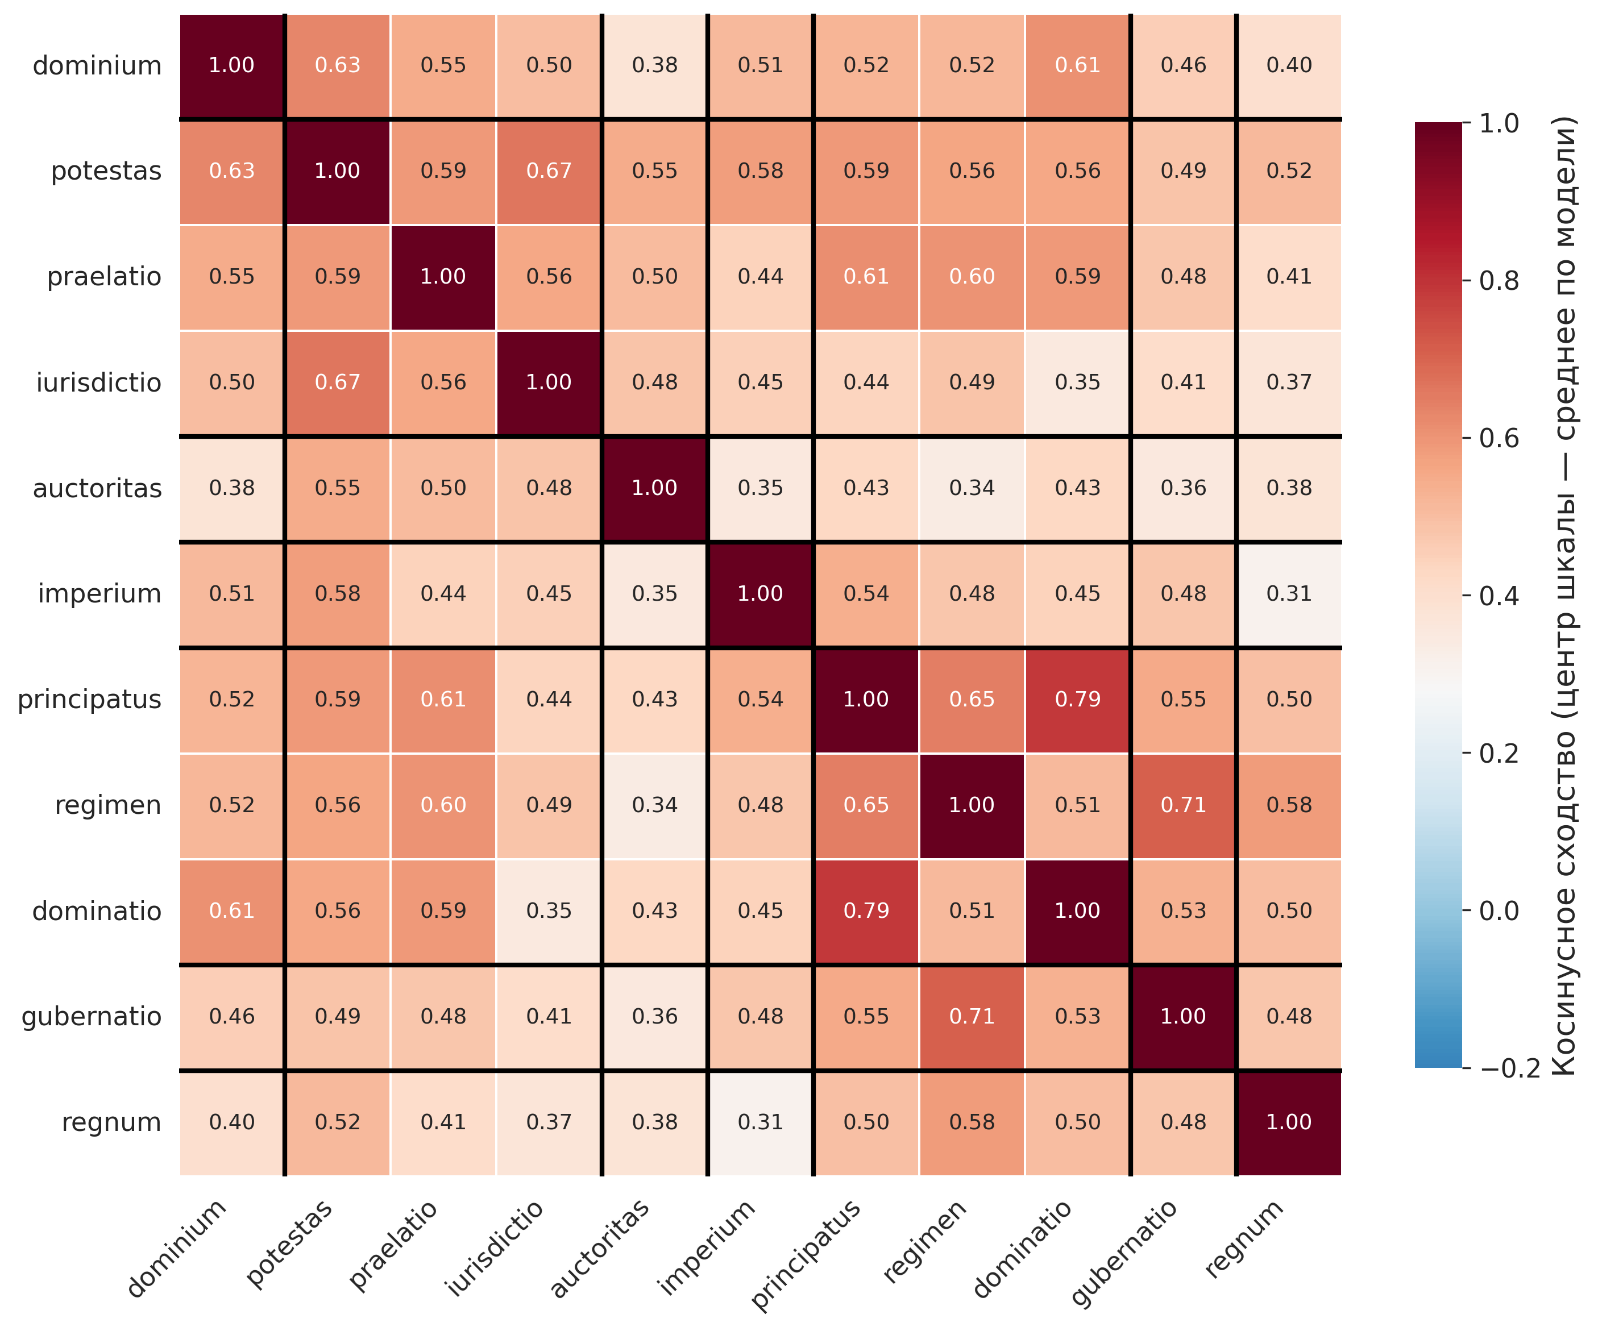 dominium 1.00 0.63 0.55 0.50 0.38 0.51 0.52 0.52 0.61 0.46 0.40
potestas 0.63 1.00 0.59 0.67 0.55 0.58 0.59 0.56 0.56 0.49 0.52
praelatio 0.55 0.59 1.00 0.56 0.50 0.44 0.61 0.60 0.59 0.48 0.41
iurisdictio 0.50 0.67 0.56 1.00 0.48 0.45 0.44 0.49 0.35 0.41 0.37
auctoritas 0.38 0.55 0.50 0.48 1.00 0.35 0.43 0.34 0.43 0.36 0.38
imperium 0.51 0.58 0.44 0.45 0.35 1.00 0.54 0.48 0.45 0.48 0.31
principatus 0.52 0.59 0.61 0.44 0.43 0.54 1.00 0.65 0.79 0.55 0.50
regimen 0.52 0.56 0.60 0.49 0.34 0.48 0.65 1.00 0.51 0.71 0.58
dominatio 0.61 0.56 0.59 0.35 0.43 0.45 0.79 0.51 1.00 0.53 0.50
gubernatio 0.46 0.49 0.48 0.41 0.36 0.48 0.55 0.71 0.53 1.00 0.48
regnum 0.40 0.52 0.41 0.37 0.38 0.31 0.50 0.58 0.50 0.48 1.00
dominium
potestas
praelatio
iurisdictio
auctoritas
imperium
principatus
regimen
dominatio
gubernatio
regnum
1.0
0.8
0.6
0.4
0.2
0.0
−0.2
Косинусное сходство (центр шкалы — среднее по модели)